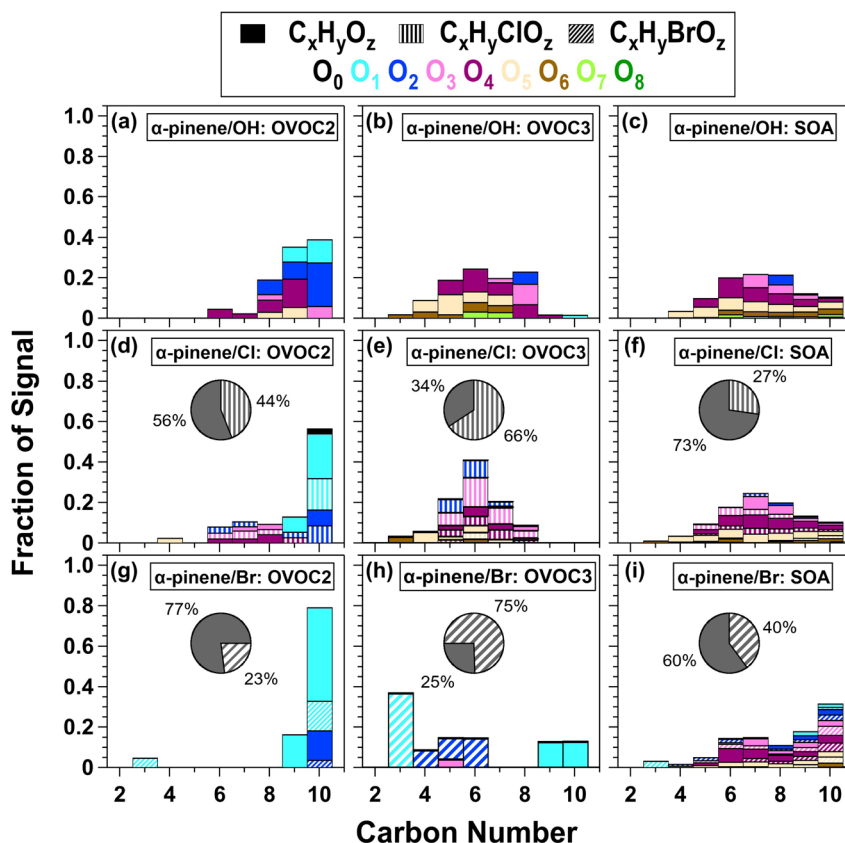 CₓHᵧO_z CₓHᵧClO_z CₓHᵧBrO_z
O₀ O₁ O₂ O₃ O₄ O₅ O₆ O₇ O₈
Fraction of Signal
(a) α-pinene/OH: OVOC2
(b) α-pinene/OH: OVOC3
(c) α-pinene/OH: SOA
1.0
0.8
0.6
0.4
0.2
0
(d) α-pinene/Cl: OVOC2
56% 44%
(e) α-pinene/Cl: OVOC3
34% 66%
(f) α-pinene/Cl: SOA
27%
73%
1.0
0.8
0.6
0.4
0.2
0
(g) α-pinene/Br: OVOC2
77%
23%
(h) α-pinene/Br: OVOC3
75%
25%
(i) α-pinene/Br: SOA
40%
60%
1.0
0.8
0.6
0.4
0.2
0
2 4 6 8 10 2 4 6 8 10 2 4 6 8 10
Carbon Number